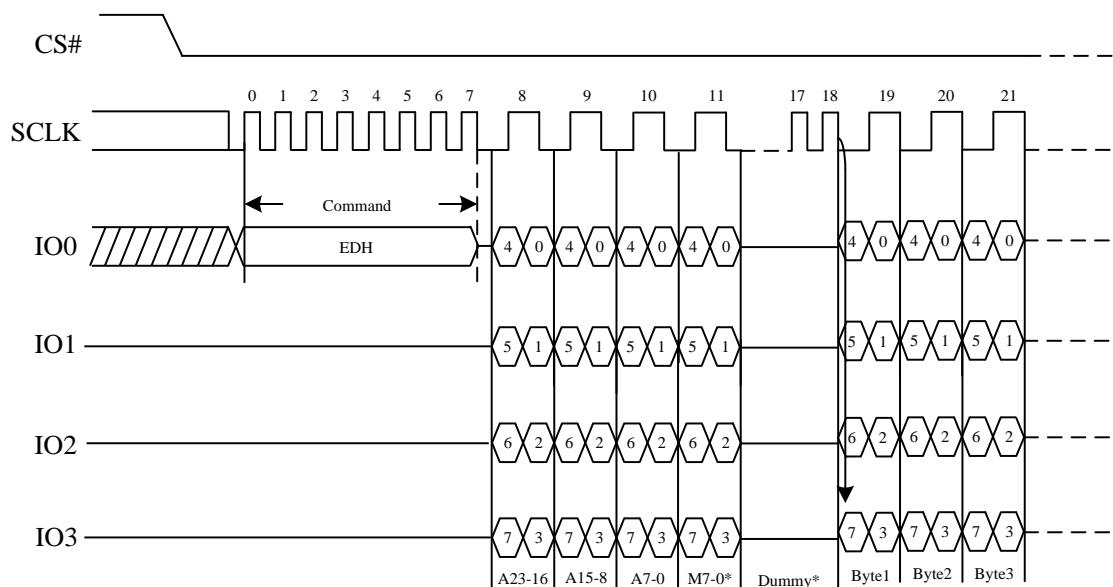 CS#
0 1 2 3 4 5 6 7 8 9 10 11 17 18 19 20 21
SCLK
Command
IO0 EDH 4 0 4 0 4 0 4 0 4 0 4 0 4 0
IO1 5 1 5 1 5 1 5 1 5 1 5 1 5 1
IO2 6 2 6 2 6 2 6 2 6 2 6 2 6 2
IO3 7 3 7 3 7 3 7 3 7 3 7 3 7 3
A23-16 A15-8 A7-0 M7-0* Dummy* Byte1 Byte2 Byte3